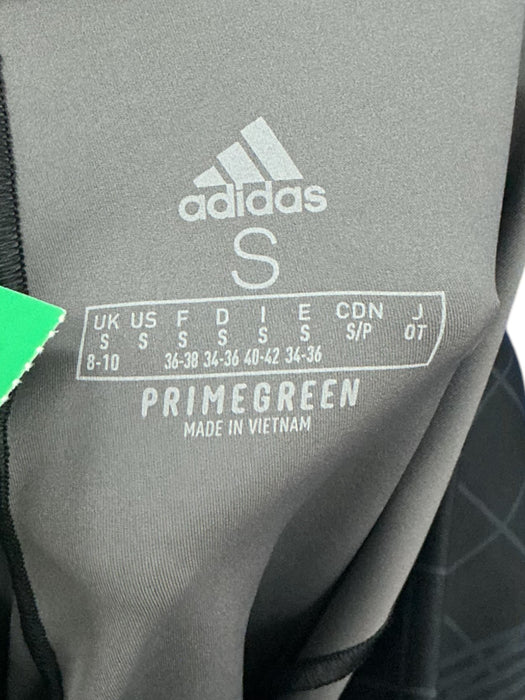 adidas
S
UK US F D I E CDN J
S S S S S S S/P OT
8-10 36-38 34-36 40-42 34-36
PRIMEGREEN
MADE IN VIETNAM